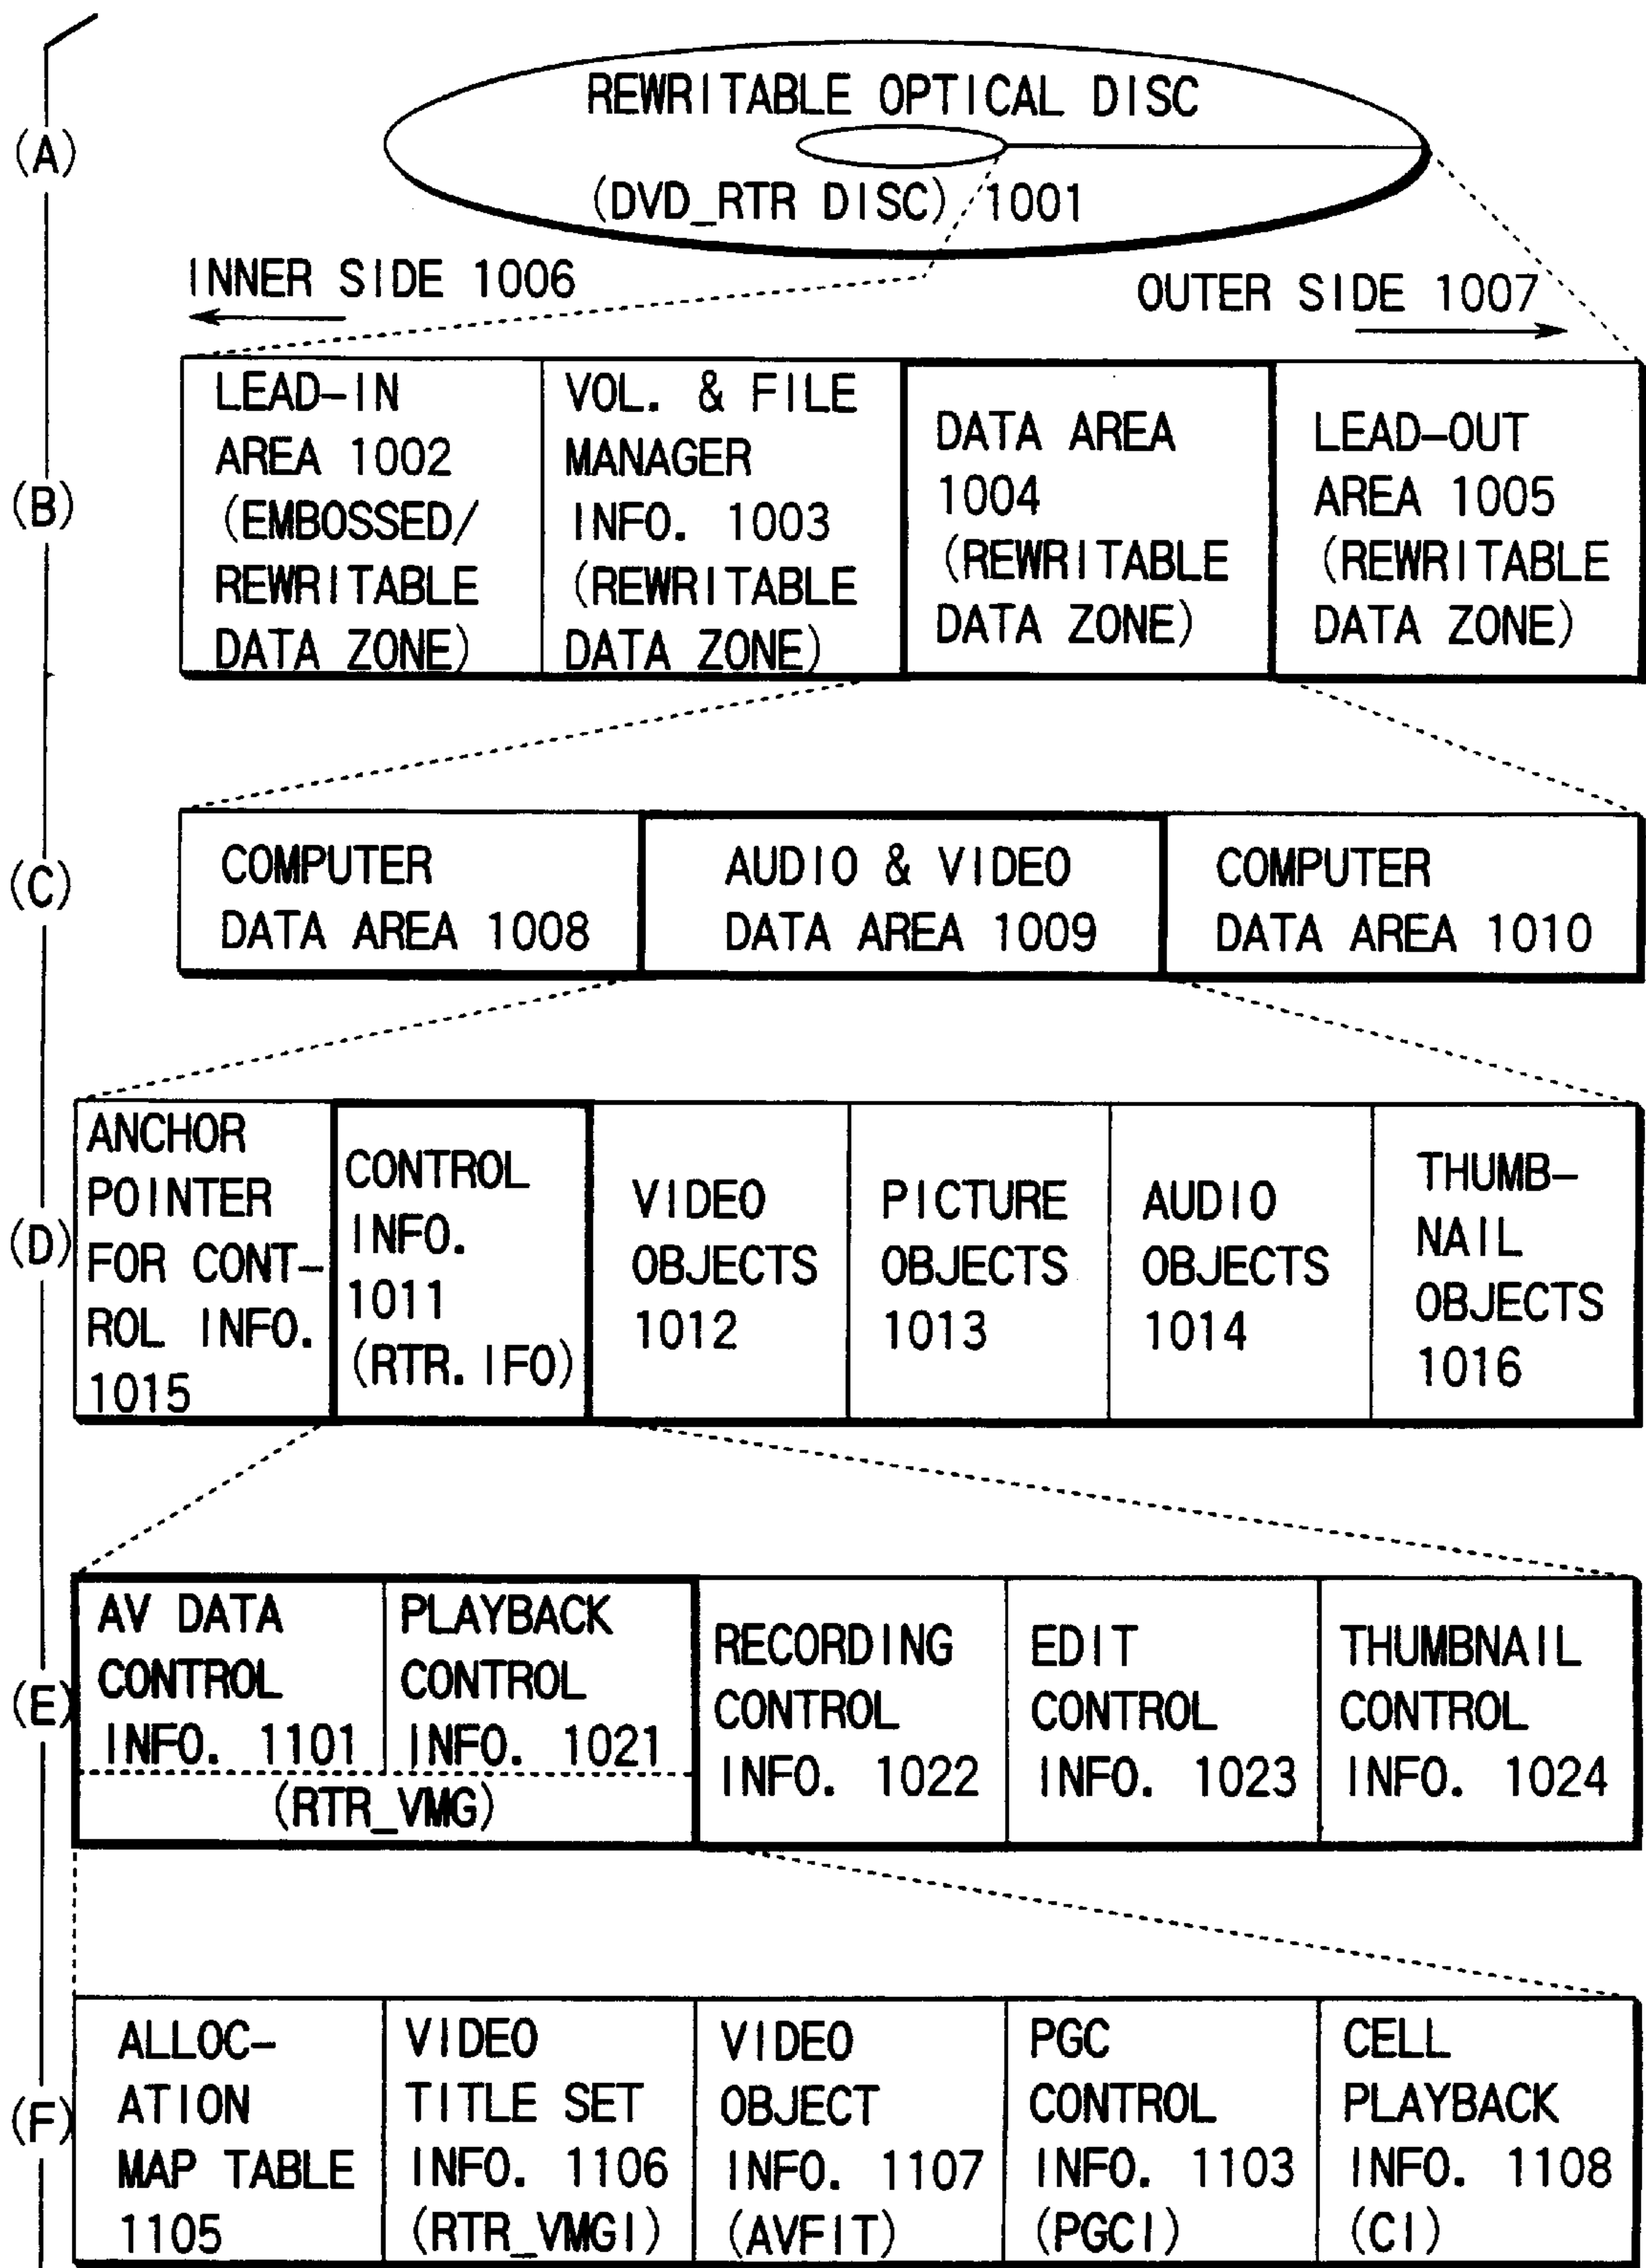 (A)
REWRITABLE OPTICAL DISC
(DVD_RTR DISC) 1001
INNER SIDE 1006
OUTER SIDE 1007
(B)
LEAD-IN
AREA 1002
(EMBOSSED/
REWRITABLE
DATA ZONE)
VOL. & FILE
MANAGER
INFO. 1003
(REWRITABLE
DATA ZONE)
DATA AREA
1004
(REWRITABLE
DATA ZONE)
LEAD-OUT
AREA 1005
(REWRITABLE
DATA ZONE)
(C)
COMPUTER
DATA AREA 1008
AUDIO & VIDEO
DATA AREA 1009
COMPUTER
DATA AREA 1010
(D)
ANCHOR
POINTER
FOR CONT-
ROL INFO.
1015
CONTROL
INFO.
1011
(RTR.IFO)
VIDEO
OBJECTS
1012
PICTURE
OBJECTS
1013
AUDIO
OBJECTS
1014
THUMB-
NAIL
OBJECTS
1016
(E)
AV DATA
CONTROL
INFO. 1101
PLAYBACK
CONTROL
INFO. 1021
(RTR_VMG)
RECORDING
CONTROL
INFO. 1022
EDIT
CONTROL
INFO. 1023
THUMBNAIL
CONTROL
INFO. 1024
(F)
ALLOC-
ATION
MAP TABLE
1105
VIDEO
TITLE SET
INFO. 1106
(RTR_VMGI)
VIDEO
OBJECT
INFO. 1107
(AVFIT)
PGC
CONTROL
INFO. 1103
(PGCI)
CELL
PLAYBACK
INFO. 1108
(CI)